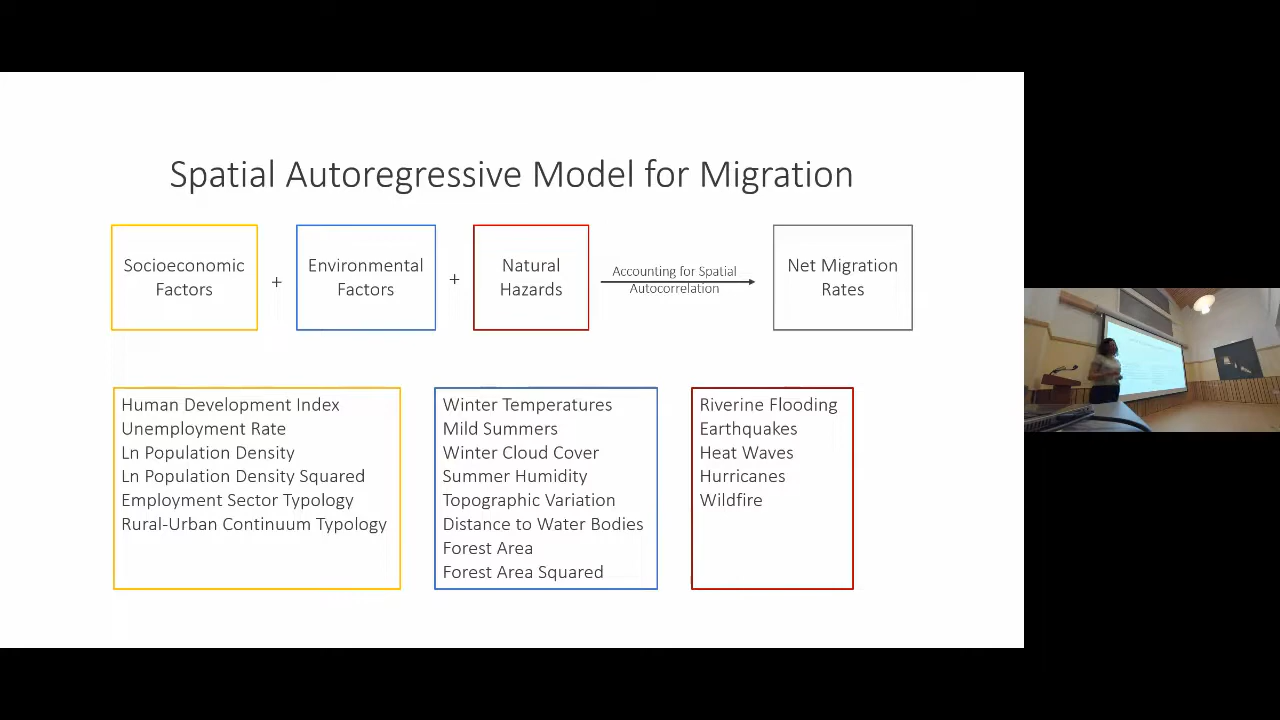 Spatial Autoregressive Model for Migration
Socioeconomic
Factors
+
Environmental
Factors
+
Natural
Hazards
Accounting for Spatial
Autocorrelation
Net Migration
Rates
Human Development Index
Unemployment Rate
Ln Population Density
Ln Population Density Squared
Employment Sector Typology
Rural-Urban Continuum Typology
Winter Temperatures
Mild Summers
Winter Cloud Cover
Summer Humidity
Topographic Variation
Distance to Water Bodies
Forest Area
Forest Area Squared
Riverine Flooding
Earthquakes
Heat Waves
Hurricanes
Wildfire